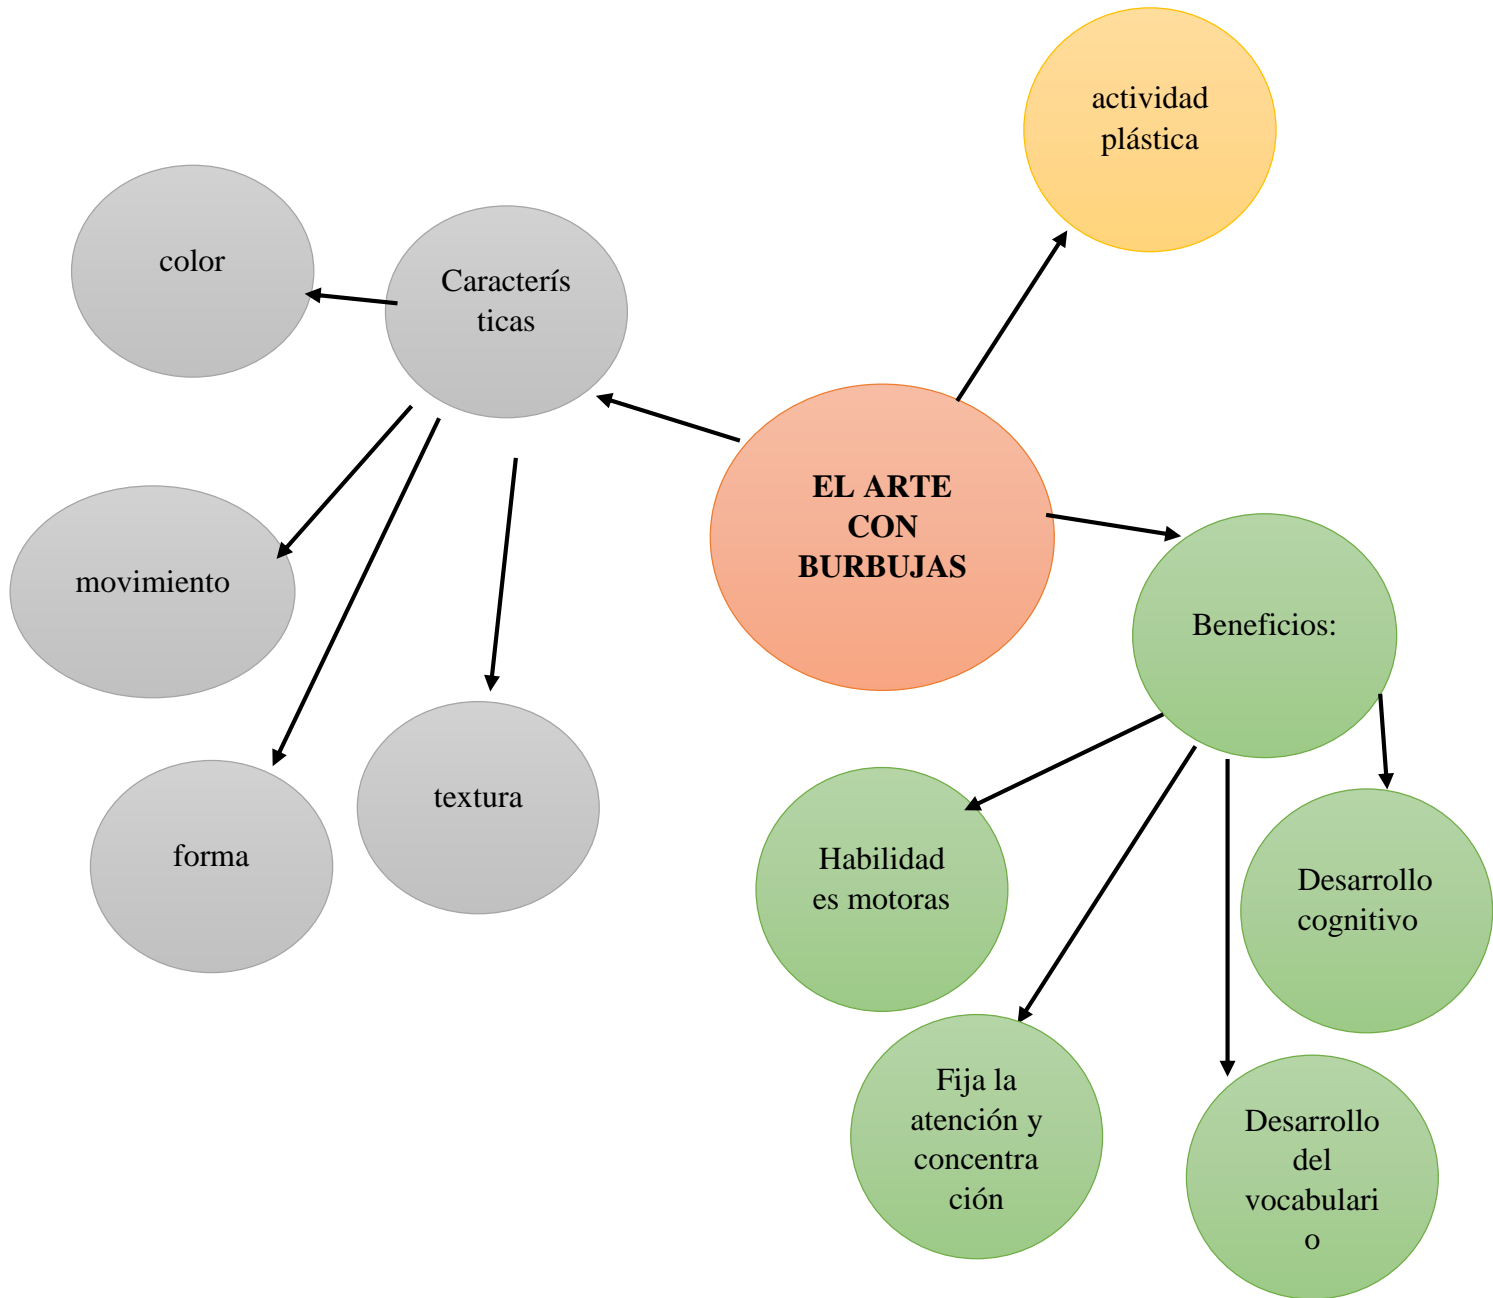 actividad
plástica
color
Caracterís
ticas
EL ARTE
CON
BURBUJAS
movimiento
Beneficios:
textura
forma
Habilidad
es motoras
Desarrollo
cognitivo
Fija la
atención y
concentra
ción
Desarrollo
del
vocabulari
o